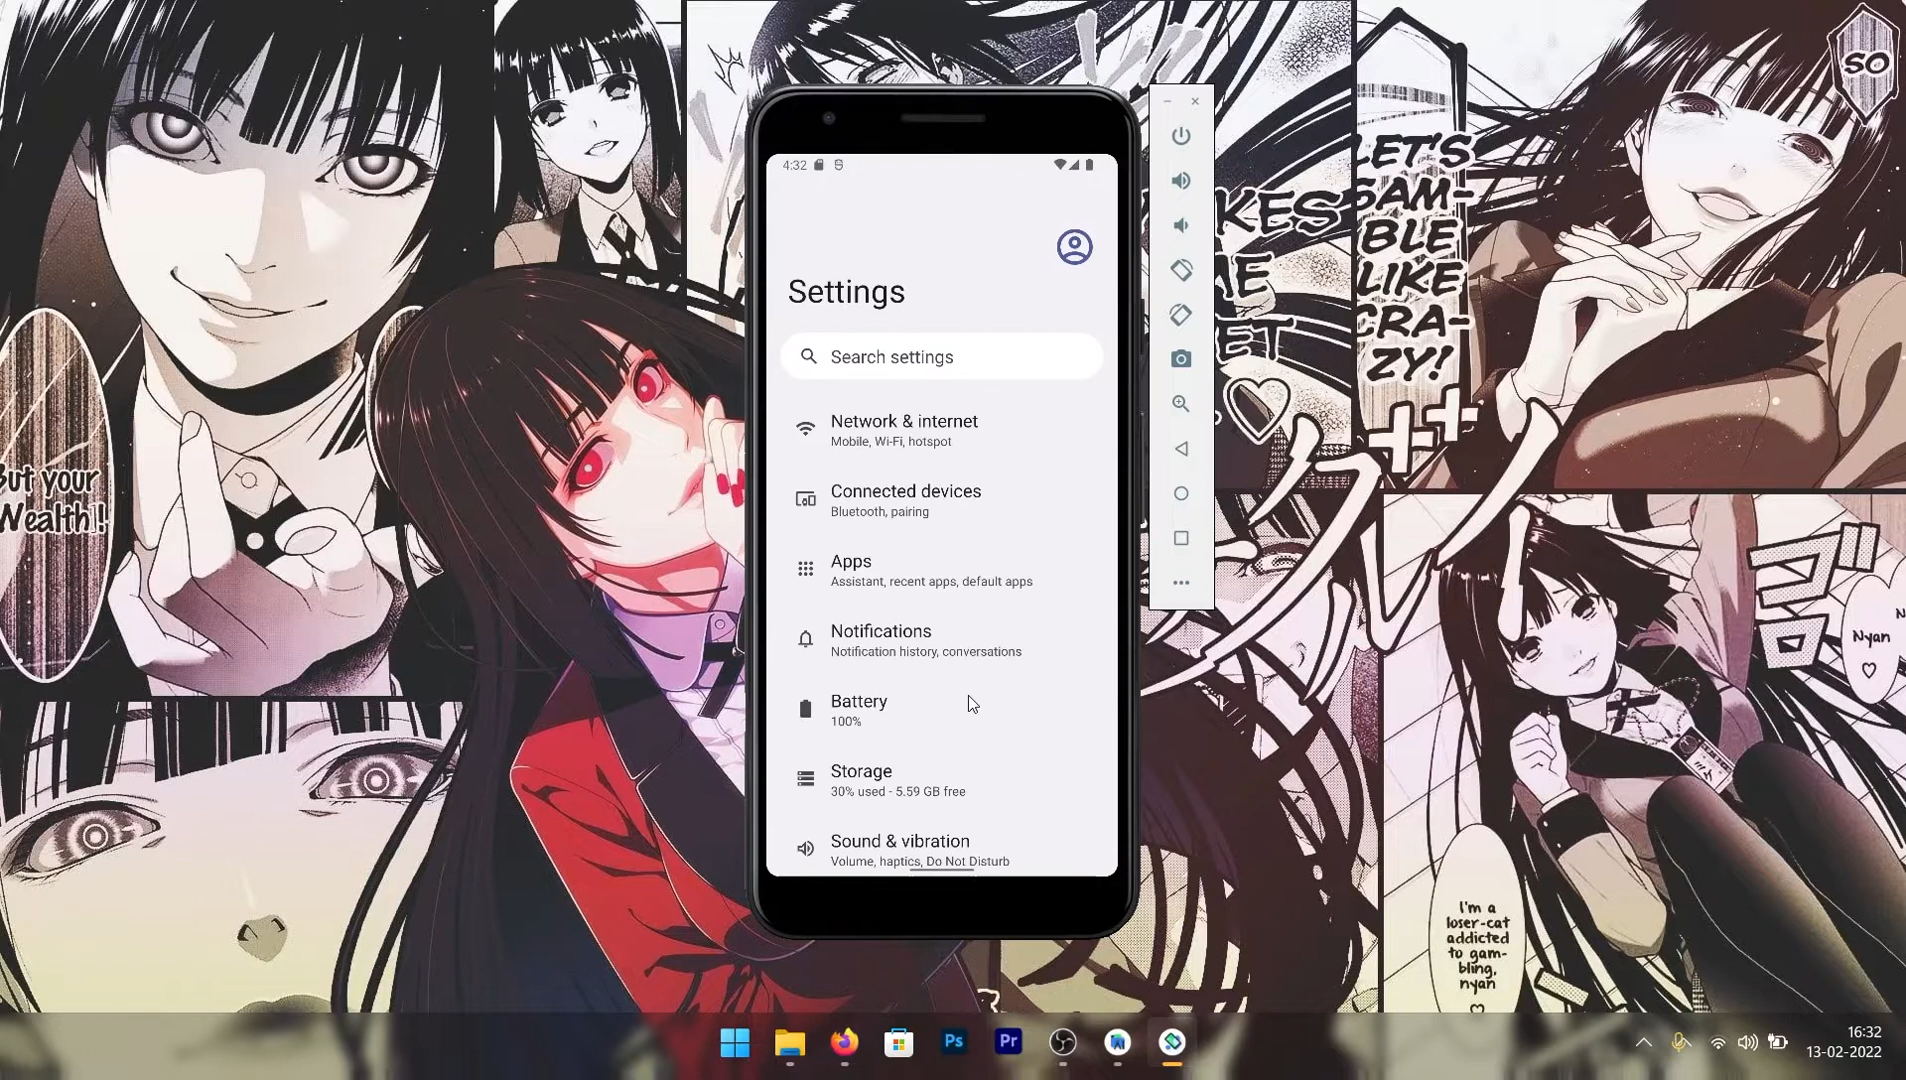 SO
LET'S
GAM-
BLE
LIKE
CRA-
ZY!
But your
Wealth!
4:32
Settings
Search settings
Network & internet
Mobile, Wi-Fi, hotspot
Connected devices
Bluetooth, pairing
Apps
Assistant, recent apps, default apps
Notifications
Notification history, conversations
Battery
100%
Storage
30% used - 5.59 GB free
Sound & vibration
Volume, haptics, Do Not Disturb
Nyan
I'm a
loser-cat
addicted
to gam-
bling,
nyan
Ps
Pr
16:32
13-02-2022